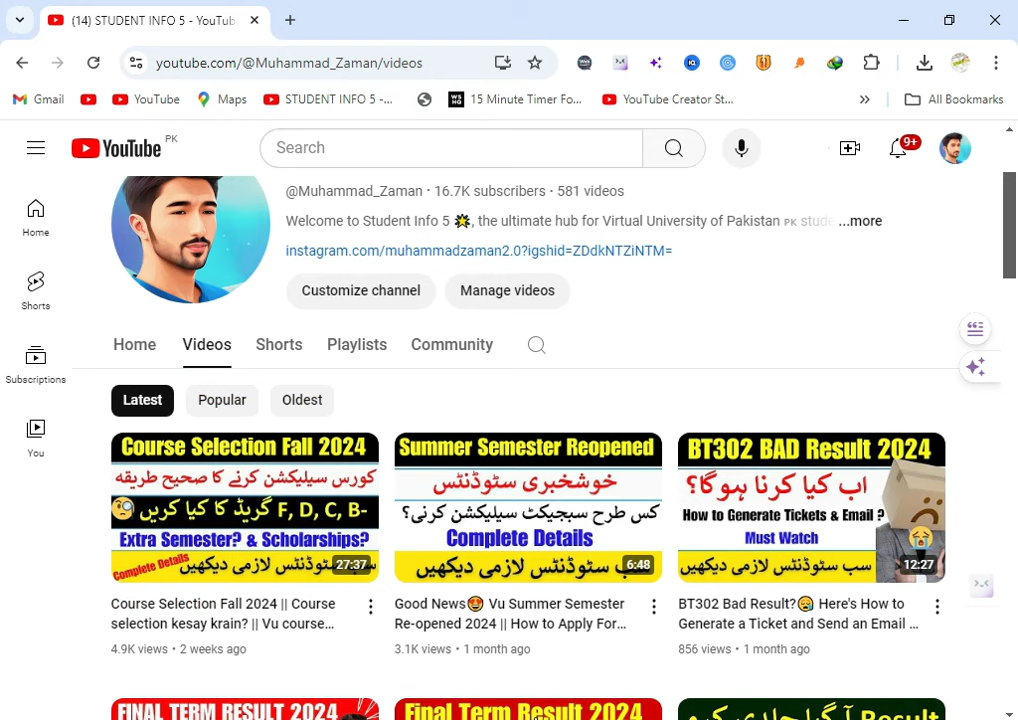 (14) STUDENT INFO 5 - YouTub
youtube.com/@Muhammad_Zaman/videos
Gmail
YouTube
Maps
STUDENT INFO 5 -...
15 Minute Timer Fo...
YouTube Creator St...
»
All Bookmarks
YouTube PK
Search
9+
@Muhammad_Zaman · 16.7K subscribers · 581 videos
Welcome to Student Info 5 💥, the ultimate hub for Virtual University of Pakistan PK stude ...more
instagram.com/muhammadzaman2.0?igshid=ZDdkNTZiNTM=
Customize channel
Manage videos
Home
Shorts
Subscriptions
You
Home
Videos
Shorts
Playlists
Community
Latest
Popular
Oldest
Course Selection Fall 2024
کورس سیلیکشن کرنے کا صحیح طریقہ
F, D, C, B- گریڈ کا کیا کریں
Extra Semester? & Scholarships?
Complete Details
سب سٹوڈنٹس لازمی دیکھیں
27:37
Course Selection Fall 2024 || Course
selection kesay krain? || Vu course...
4.9K views · 2 weeks ago
Summer Semester Reopened
خوشخبری سٹوڈنٹس
کس طرح سبجیکٹ سیلیکشن کرنی؟
Complete Details
سب سٹوڈنٹس لازمی دیکھیں
6:48
Good News😍 Vu Summer Semester
Re-opened 2024 || How to Apply For...
3.1K views · 1 month ago
BT302 BAD Result 2024
اب کیا کرنا ہوگا؟
How to Generate Tickets & Email ?
Must Watch
سب سٹوڈنٹس لازمی دیکھیں
12:27
BT302 Bad Result?😪 Here's How to
Generate a Ticket and Send an Email ...
856 views · 1 month ago
FINAL TERM RESULT 2024
Final Term Result 2024
Result آگیا جلدی کرو